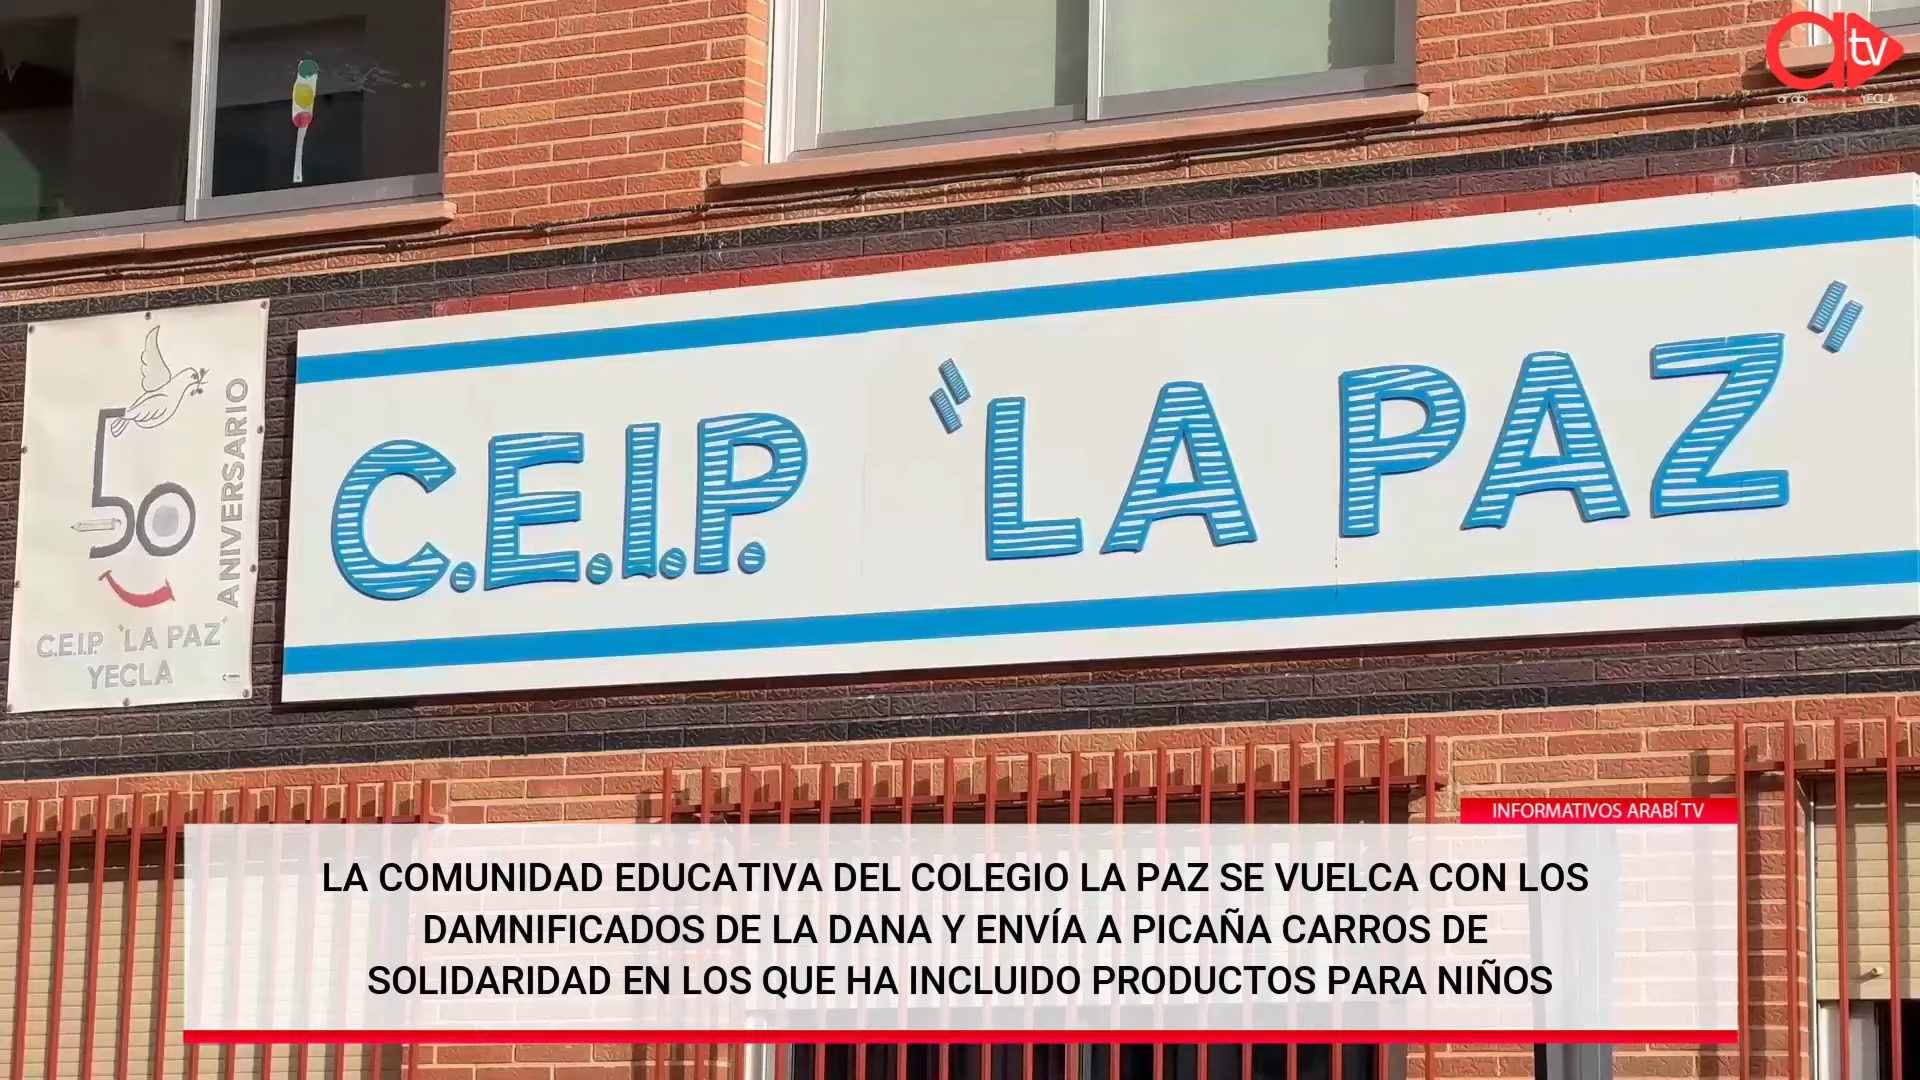 tv
YECLA
50
ANIVERSARIO
C.E.I.P. "LA PAZ"
YECLA
C.E.I.P. "LA PAZ"
INFORMATIVOS ARABÍ TV
LA COMUNIDAD EDUCATIVA DEL COLEGIO LA PAZ SE VUELCA CON LOS
DAMNIFICADOS DE LA DANA Y ENVÍA A PICAÑA CARROS DE
SOLIDARIDAD EN LOS QUE HA INCLUIDO PRODUCTOS PARA NIÑOS